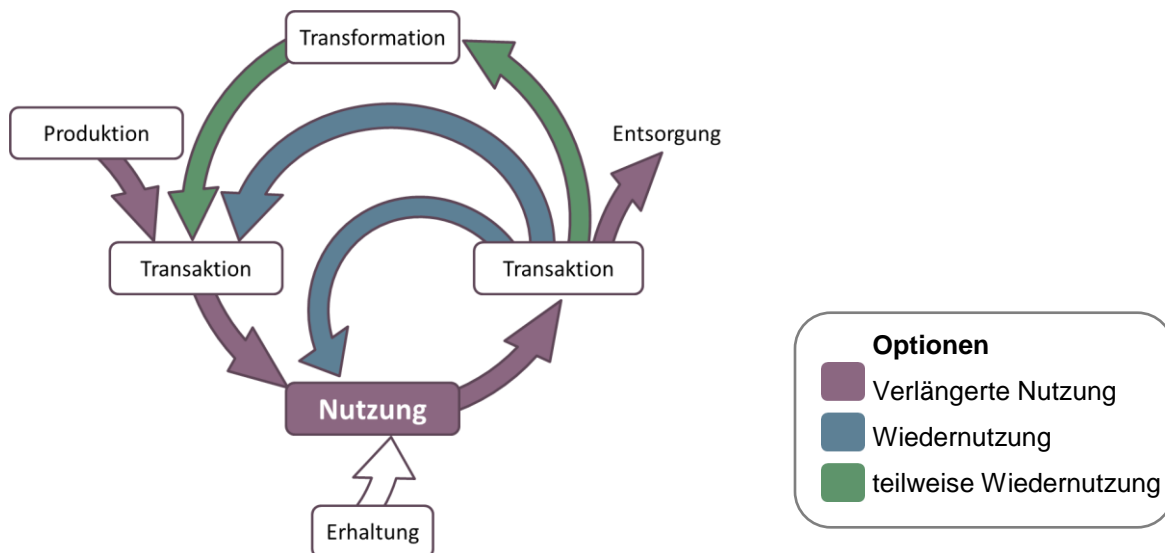 Transformation
Produktion
Entsorgung
Transaktion
Transaktion
Nutzung
Erhaltung
Optionen
Verlängerte Nutzung
Wiedernutzung
teilweise Wiedernutzung